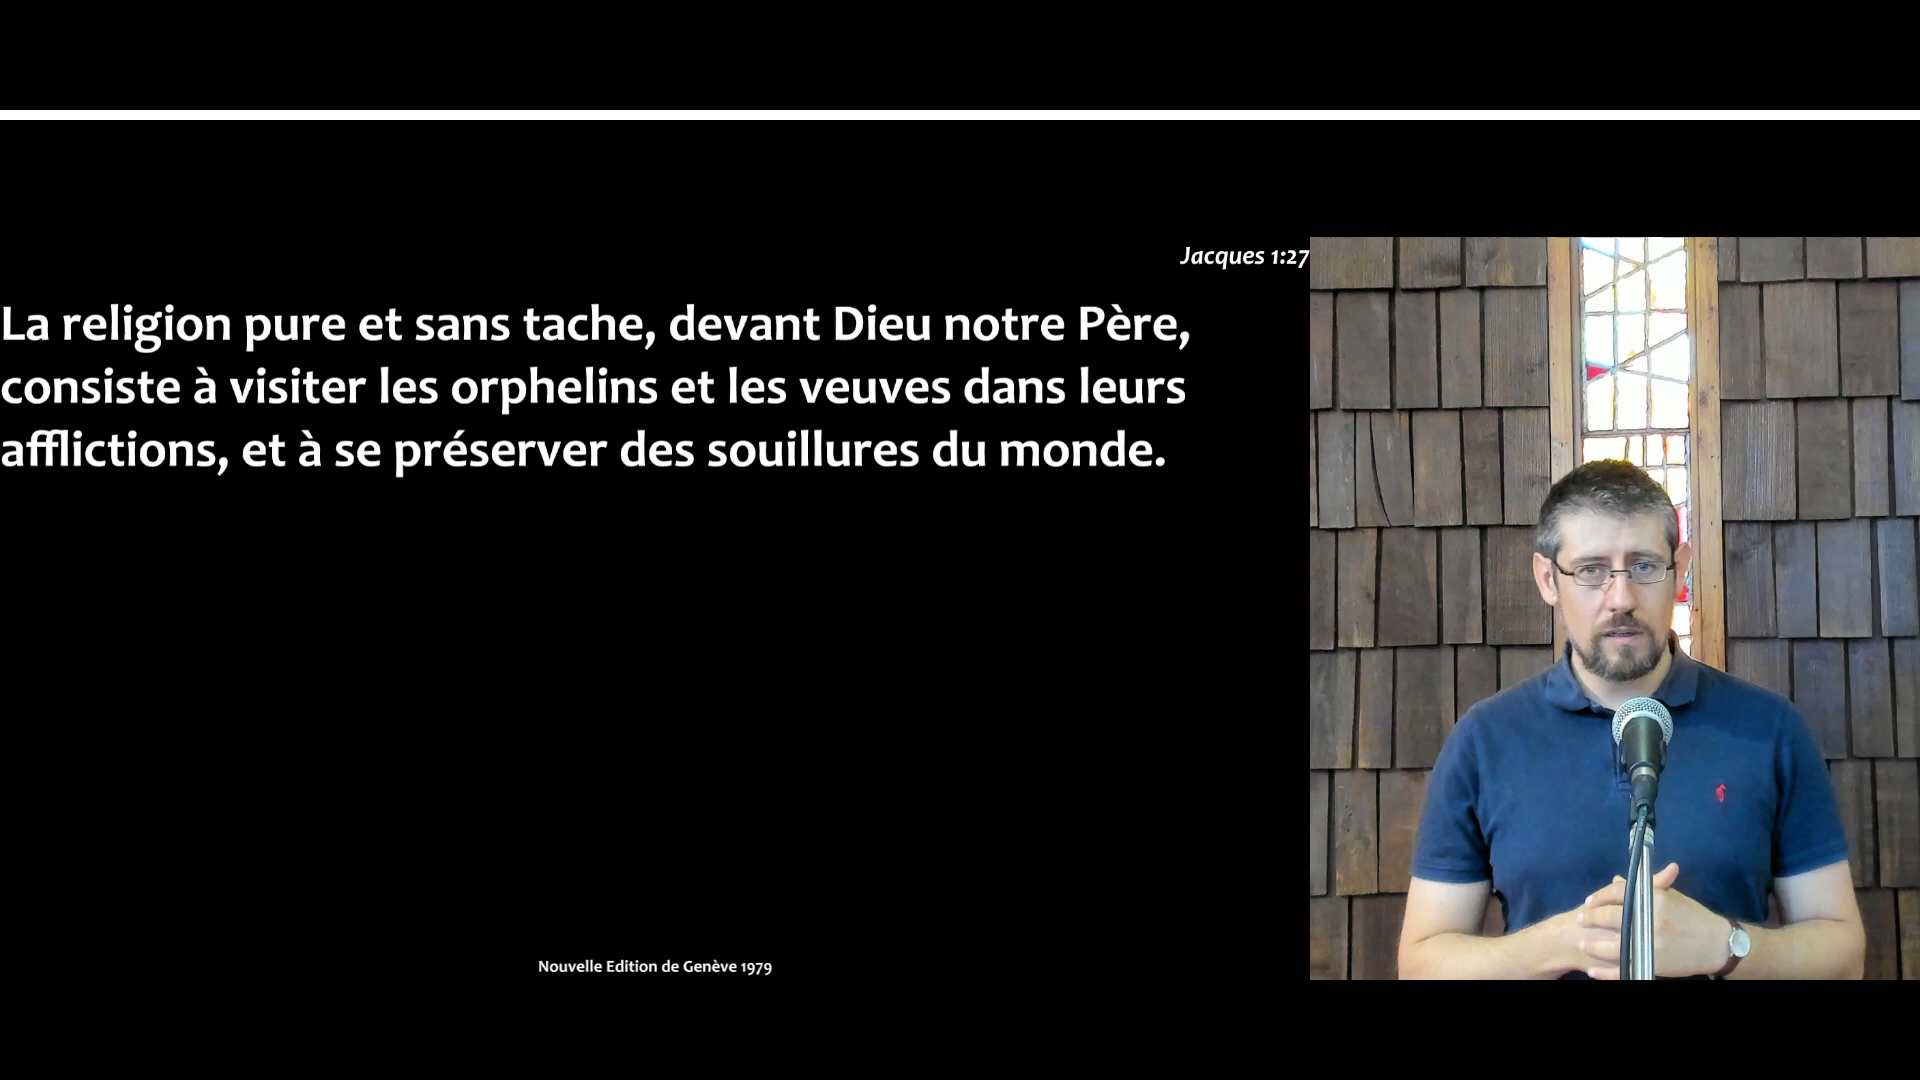 Jacques 1:27
La religion pure et sans tache, devant Dieu notre Père,
consiste à visiter les orphelins et les veuves dans leurs
afflictions, et à se préserver des souillures du monde.
Nouvelle Edition de Genève 1979